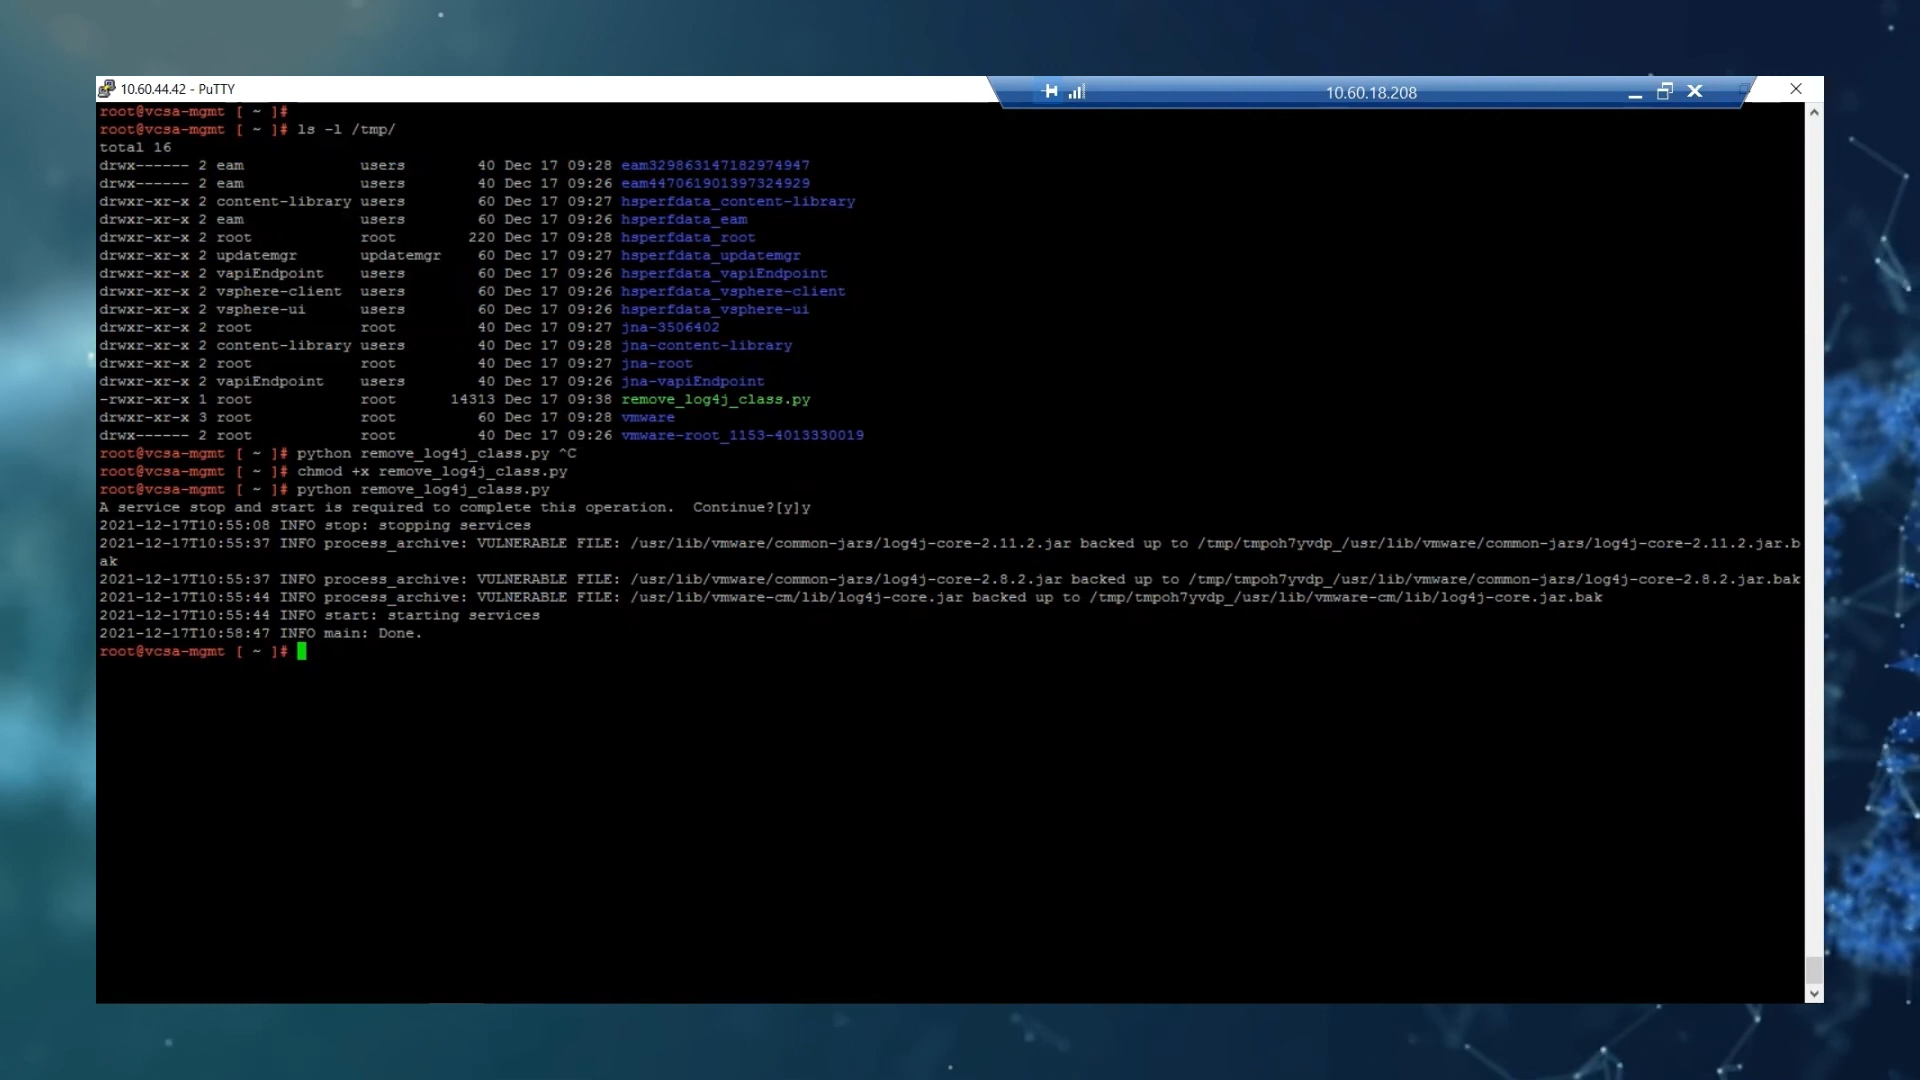 10.60.44.42 - PuTTY
10.60.18.208
root@vcsa-mgmt [ ~ ]#
root@vcsa-mgmt [ ~ ]# ls -l /tmp/
total 16
drwx------ 2 eam             users        40 Dec 17 09:28 eam329863147182974947
drwx------ 2 eam             users        40 Dec 17 09:26 eam447061901397324929
drwxr-xr-x 2 content-library users        60 Dec 17 09:27 hsperfdata_content-library
drwxr-xr-x 2 eam             users        60 Dec 17 09:26 hsperfdata_eam
drwxr-xr-x 2 root            root        220 Dec 17 09:28 hsperfdata_root
drwxr-xr-x 2 updatemgr       updatemgr    60 Dec 17 09:27 hsperfdata_updatemgr
drwxr-xr-x 2 vapiEndpoint    users        60 Dec 17 09:26 hsperfdata_vapiEndpoint
drwxr-xr-x 2 vsphere-client  users        60 Dec 17 09:26 hsperfdata_vsphere-client
drwxr-xr-x 2 vsphere-ui      users        60 Dec 17 09:26 hsperfdata_vsphere-ui
drwxr-xr-x 2 root            root         40 Dec 17 09:27 jna-3506402
drwxr-xr-x 2 content-library users        40 Dec 17 09:28 jna-content-library
drwxr-xr-x 2 root            root         40 Dec 17 09:27 jna-root
drwxr-xr-x 2 vapiEndpoint    users        40 Dec 17 09:26 jna-vapiEndpoint
-rwxr-xr-x 1 root            root      14313 Dec 17 09:38 remove_log4j_class.py
drwxr-xr-x 3 root            root         60 Dec 17 09:28 vmware
drwx------ 2 root            root         40 Dec 17 09:26 vmware-root_1153-4013330019
root@vcsa-mgmt [ ~ ]# python remove_log4j_class.py ^C
root@vcsa-mgmt [ ~ ]# chmod +x remove_log4j_class.py
root@vcsa-mgmt [ ~ ]# python remove_log4j_class.py
A service stop and start is required to complete this operation.  Continue?[y]y
2021-12-17T10:55:08 INFO stop: stopping services
2021-12-17T10:55:37 INFO process_archive: VULNERABLE FILE: /usr/lib/vmware/common-jars/log4j-core-2.11.2.jar backed up to /tmp/tmpoh7yvdp_/usr/lib/vmware/common-jars/log4j-core-2.11.2.jar.b
ak
2021-12-17T10:55:37 INFO process_archive: VULNERABLE FILE: /usr/lib/vmware/common-jars/log4j-core-2.8.2.jar backed up to /tmp/tmpoh7yvdp_/usr/lib/vmware/common-jars/log4j-core-2.8.2.jar.bak
2021-12-17T10:55:44 INFO process_archive: VULNERABLE FILE: /usr/lib/vmware-cm/lib/log4j-core.jar backed up to /tmp/tmpoh7yvdp_/usr/lib/vmware-cm/lib/log4j-core.jar.bak
2021-12-17T10:55:44 INFO start: starting services
2021-12-17T10:58:47 INFO main: Done.
root@vcsa-mgmt [ ~ ]#